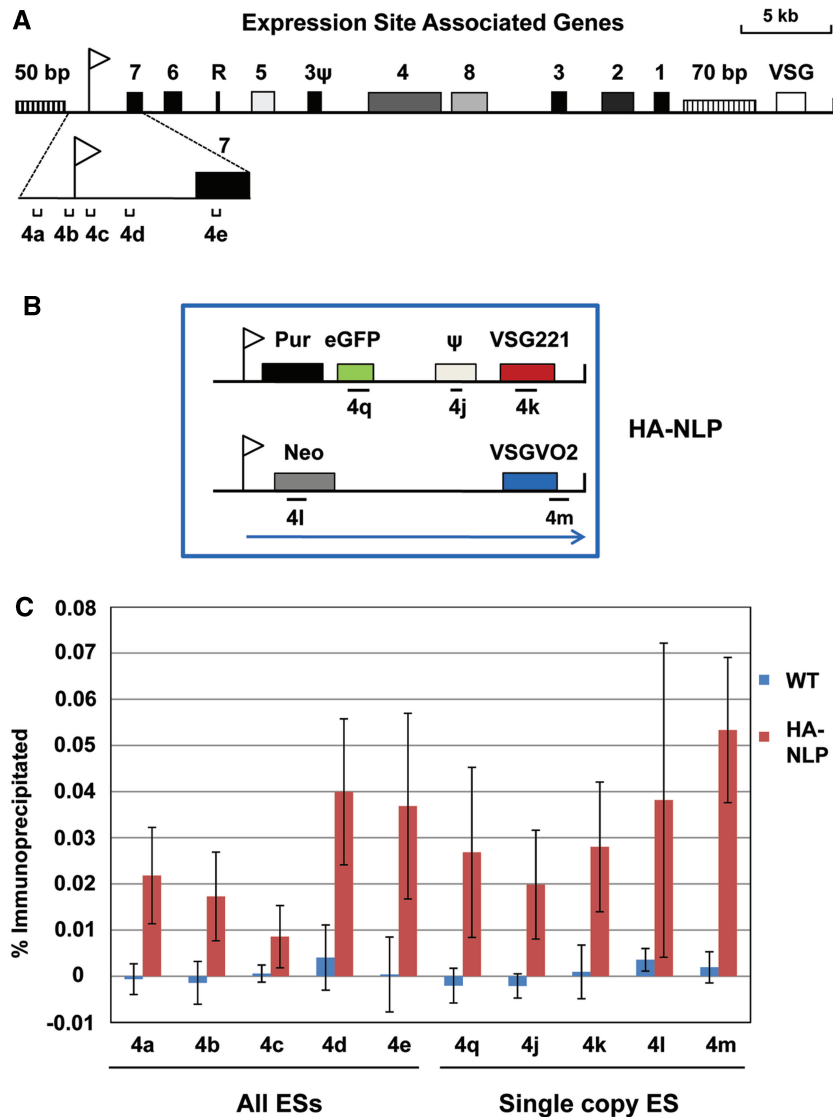 A
Expression Site Associated Genes
5 kb
50 bp 7 6 R 5 3ψ 4 8 3 2 1 70 bp VSG
7
4a 4b 4c 4d 4e
B
Pur eGFP ψ VSG221
4q 4j 4k
HA-NLP
Neo VSGVO2
4l 4m
C
% Immunoprecipitated
0.08
0.07
0.06
0.05
0.04
0.03
0.02
0.01
0
-0.01
WT
HA-
NLP
4a 4b 4c 4d 4e 4q 4j 4k 4l 4m
All ESs Single copy ES